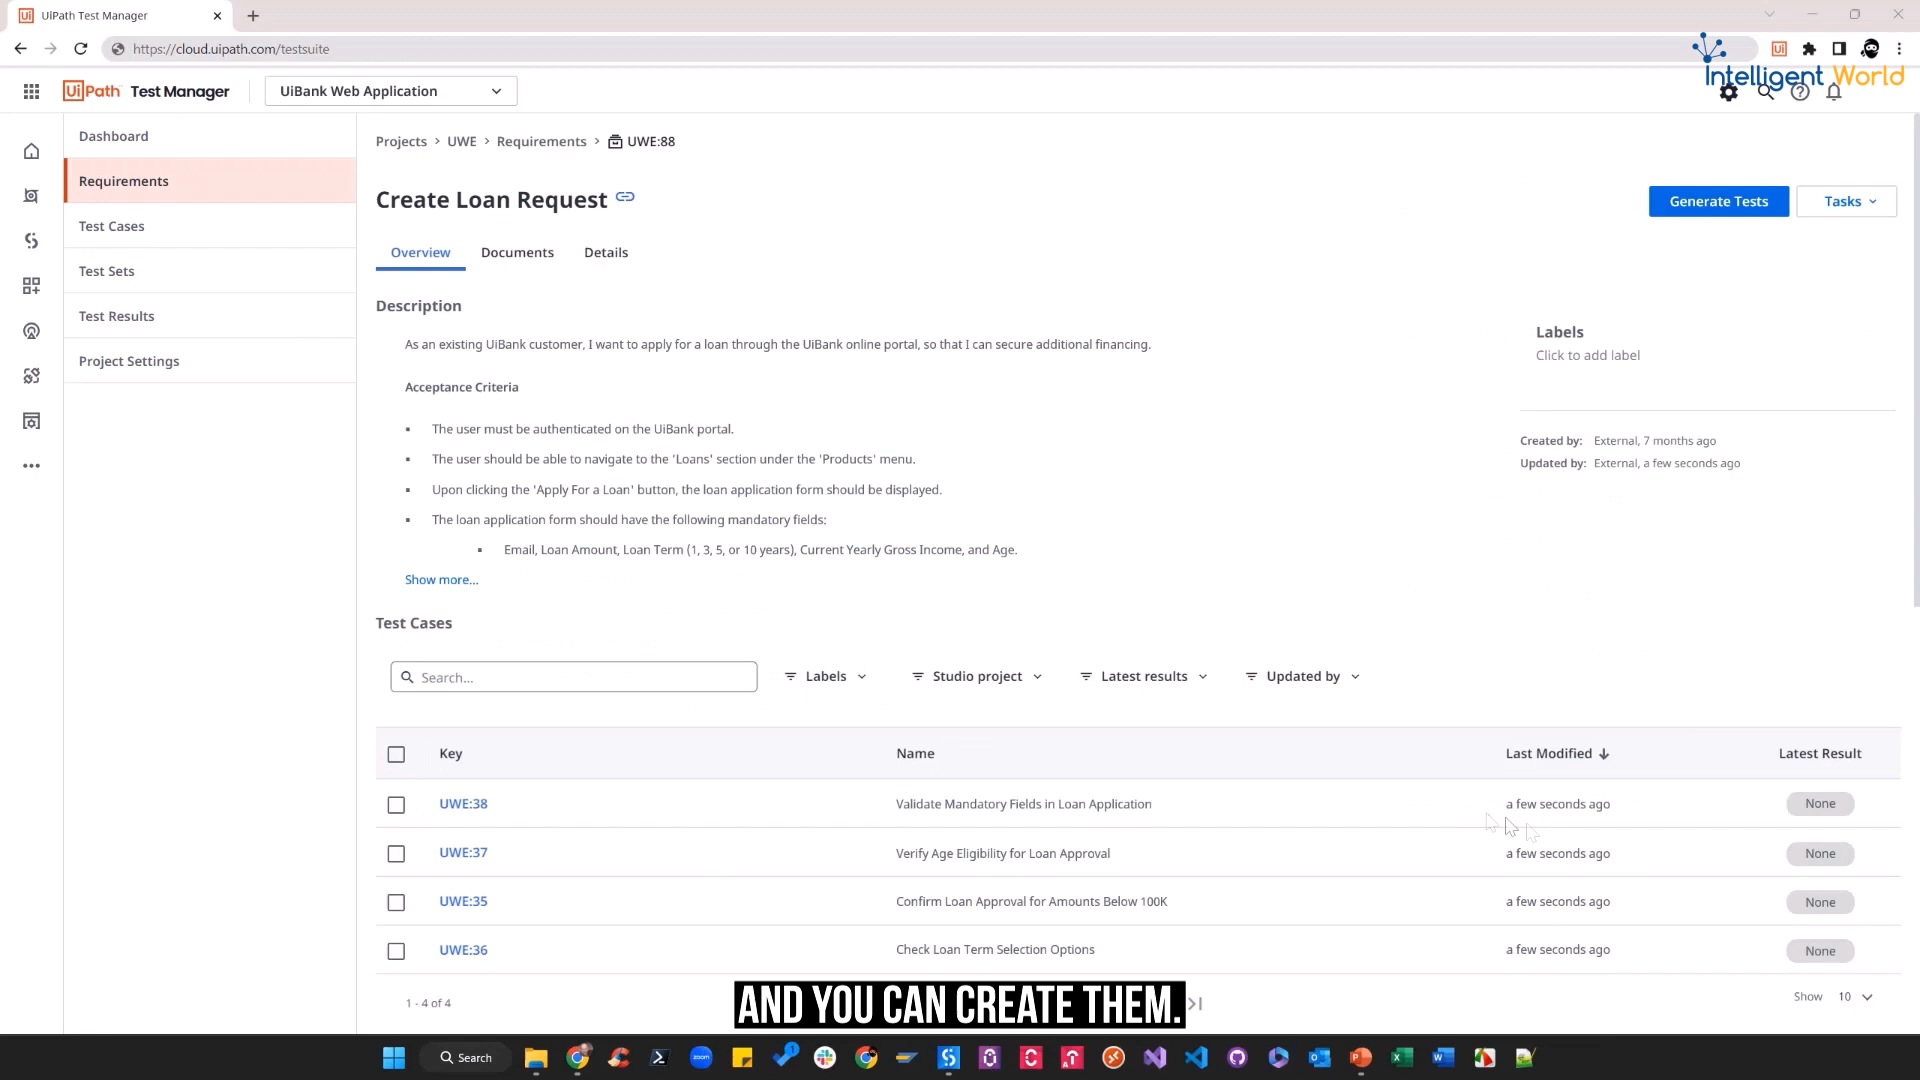 UiPath Test Manager
https://cloud.uipath.com/testsuite
Intelligent World
UiPath Test Manager
UiBank Web Application
Dashboard
Requirements
Test Cases
Test Sets
Test Results
Project Settings
Projects > UWE > Requirements > UWE:88
Create Loan Request
Generate Tests
Tasks
Overview
Documents
Details
Description
As an existing UiBank customer, I want to apply for a loan through the UiBank online portal, so that I can secure additional financing.
Acceptance Criteria
The user must be authenticated on the UiBank portal.
The user should be able to navigate to the 'Loans' section under the 'Products' menu.
Upon clicking the 'Apply For a Loan' button, the loan application form should be displayed.
The loan application form should have the following mandatory fields:
Email, Loan Amount, Loan Term (1, 3, 5, or 10 years), Current Yearly Gross Income, and Age.
Show more...
Labels
Click to add label
Created by: External, 7 months ago
Updated by: External, a few seconds ago
Test Cases
Search...
Labels
Studio project
Latest results
Updated by
Key Name Last Modified Latest Result
UWE:38 Validate Mandatory Fields in Loan Application a few seconds ago None
UWE:37 Verify Age Eligibility for Loan Approval a few seconds ago None
UWE:35 Confirm Loan Approval for Amounts Below 100K a few seconds ago None
UWE:36 Check Loan Term Selection Options a few seconds ago None
1 - 4 of 4
Show 10
AND YOU CAN CREATE THEM.
Search